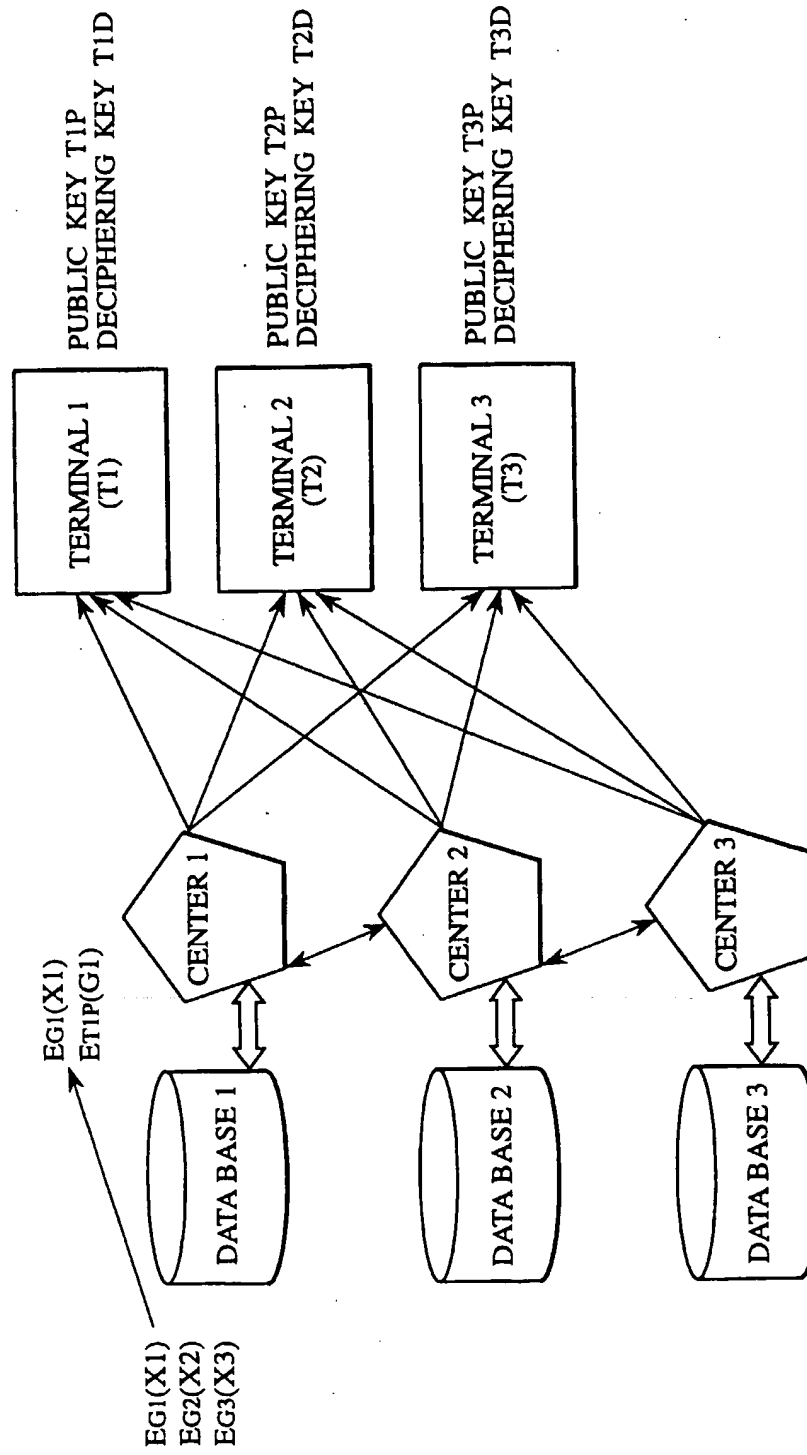 EG1(X1)
EG2(X2)
EG3(X3)
EG1(X1)
ET1P(G1)
DATA BASE 1
CENTER 1
TERMINAL 1
(T1)
PUBLIC KEY T1P
DECIPHERING KEY T1D
DATA BASE 2
CENTER 2
TERMINAL 2
(T2)
PUBLIC KEY T2P
DECIPHERING KEY T2D
DATA BASE 3
CENTER 3
TERMINAL 3
(T3)
PUBLIC KEY T3P
DECIPHERING KEY T3D